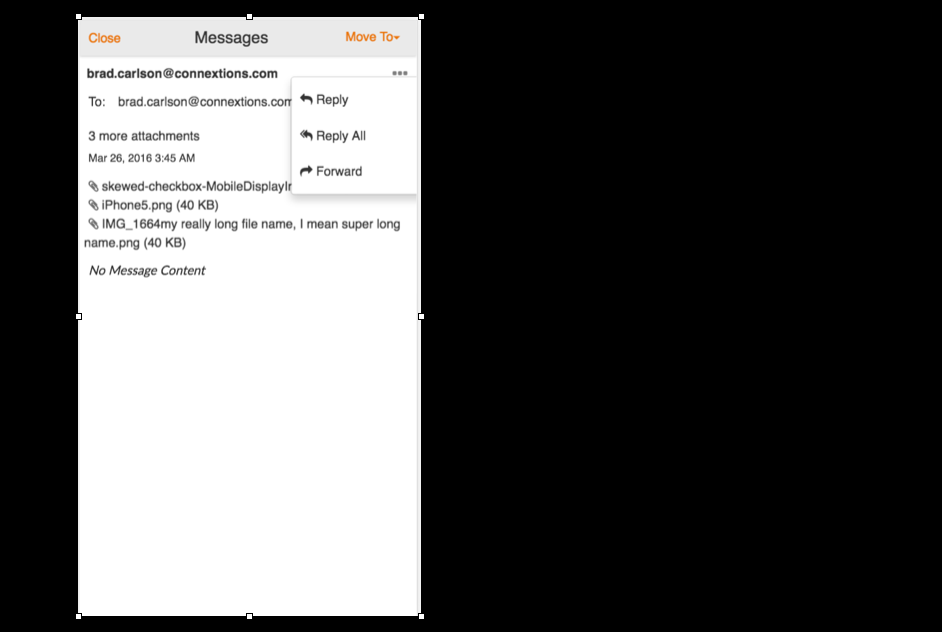 Close Messages Move To
brad.carlson@connextions.com
To: brad.carlson@connextions.com
Reply
3 more attachments
Reply All
Mar 26, 2016 3:45 AM
Forward
skewed-checkbox-MobileDisplayI
iPhone5.png (40 KB)
IMG_1664my really long file name, I mean super long
name.png (40 KB)
No Message Content